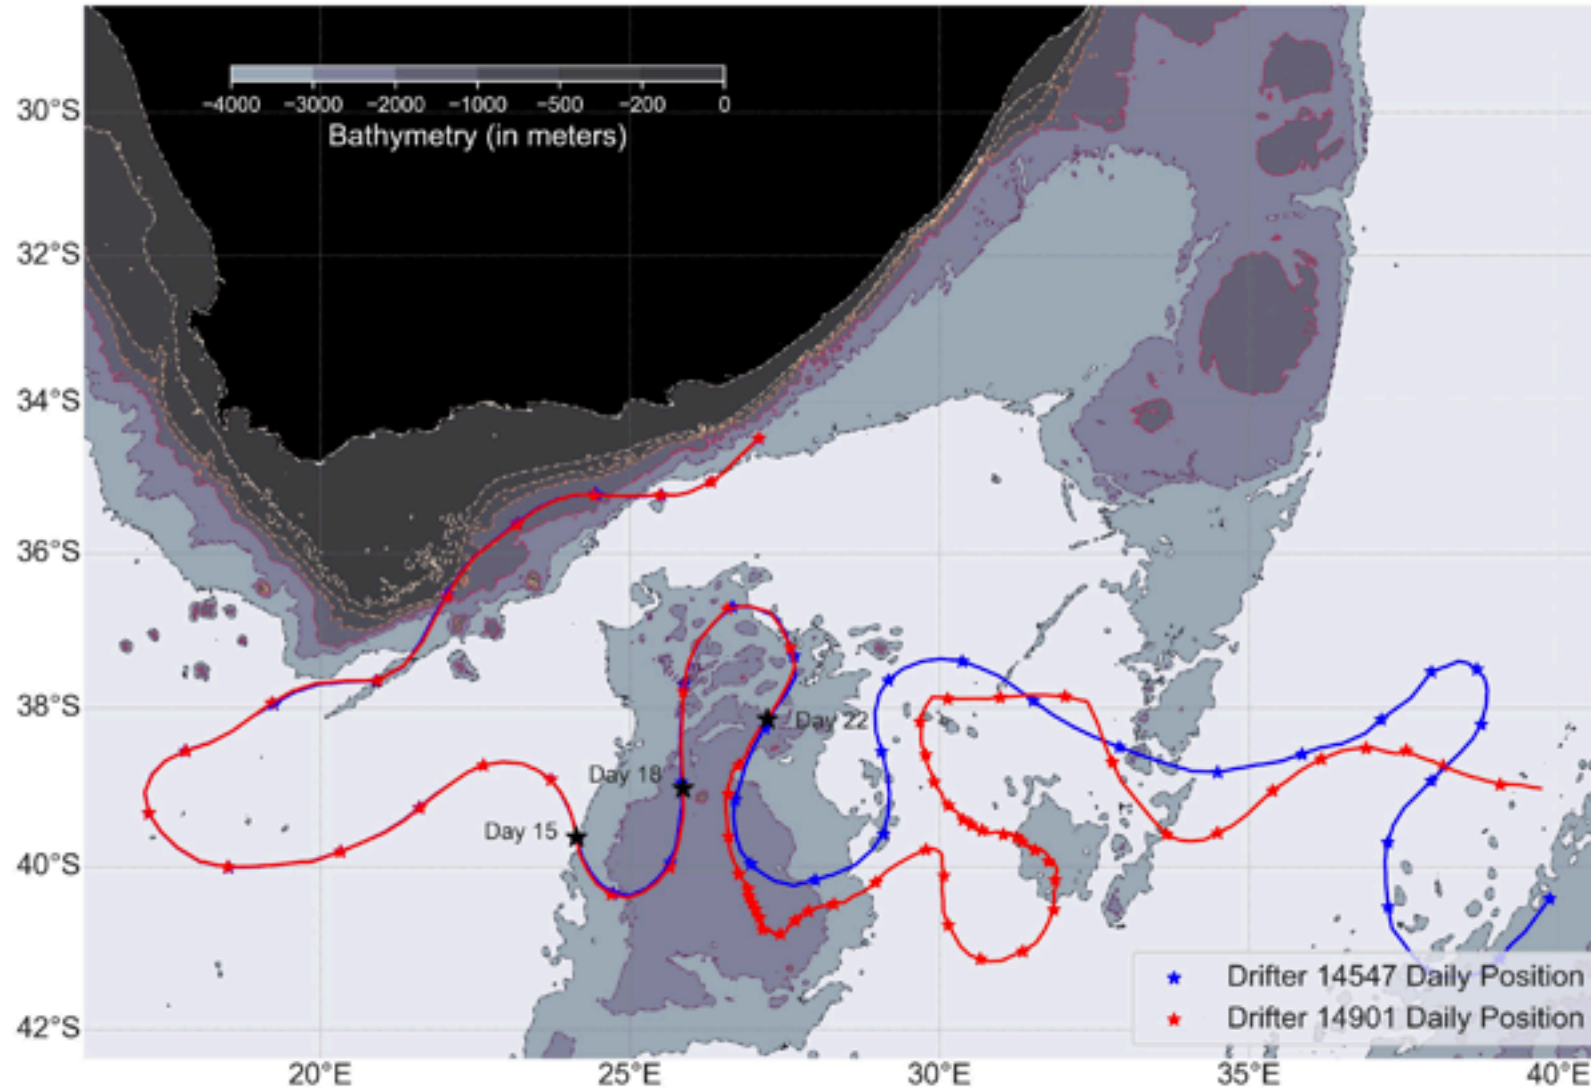 −4000 −3000 −2000 −1000 −500 −200 0
Bathymetry (in meters)
30°S
32°S
34°S
36°S
38°S
40°S
42°S
Day 22
Day 18
Day 15
Drifter 14547 Daily Position
Drifter 14901 Daily Position
20°E 25°E 30°E 35°E 40°E